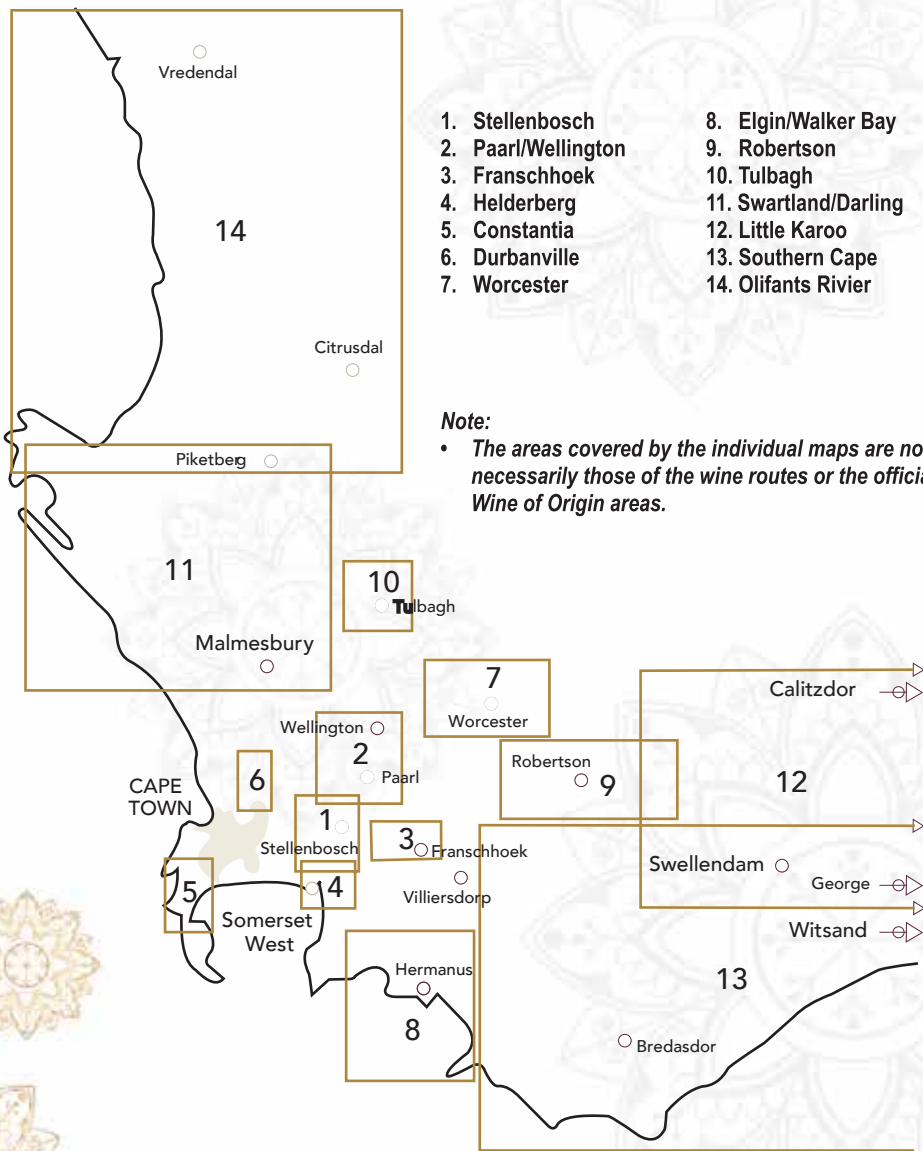 Vredendal
1. Stellenbosch
2. Paarl/Wellington
3. Franschhoek
4. Helderberg
5. Constantia
6. Durbanville
7. Worcester
8. Elgin/Walker Bay
9. Robertson
10. Tulbagh
11. Swartland/Darling
12. Little Karoo
13. Southern Cape
14. Olifants Rivier
14
Citrusdal
Note:
• The areas covered by the individual maps are no
necessarily those of the wine routes or the officia
Wine of Origin areas.
Piketberg
11
10
Tulbagh
Malmesbury
7
Worcester
Calitzdor
Wellington
2
Paarl
Robertson
9
12
6
CAPE
TOWN
1
Stellenbosch
3
Franschhoek
Swellendam
George
Villiersdorp
5
4
Somerset
West
Witsand
Hermanus
8
13
Bredasdor